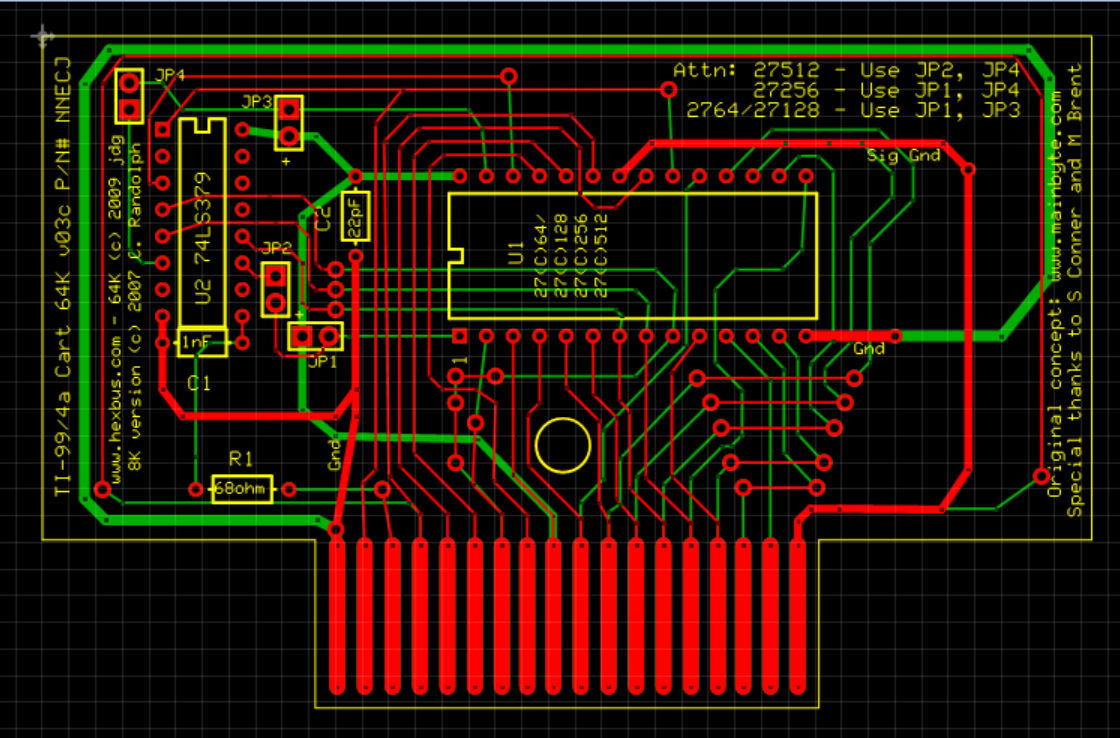 Attn: 27512 - Use JP2, JP4
27256 - Use JP1, JP4
2764/27128 - Use JP1, JP3
JP4
JP3
+
Sig Gnd
TI-99/4a Cart 64K v03c P/N# NNECJ
www.hexbus.com - 64K (c) 2009 jdg
8K version (c) 2007 C. Randolph
U2 74LS379
C2
22pF
JP2
+
JP1
1nF
C1
U1
27(C)64/
27(C)128
27(C)256
27(C)512
1
Gnd
Gnd
R1
68ohm
Original concept: www.mainbyte.com
Special thanks to S Conner and M Brent